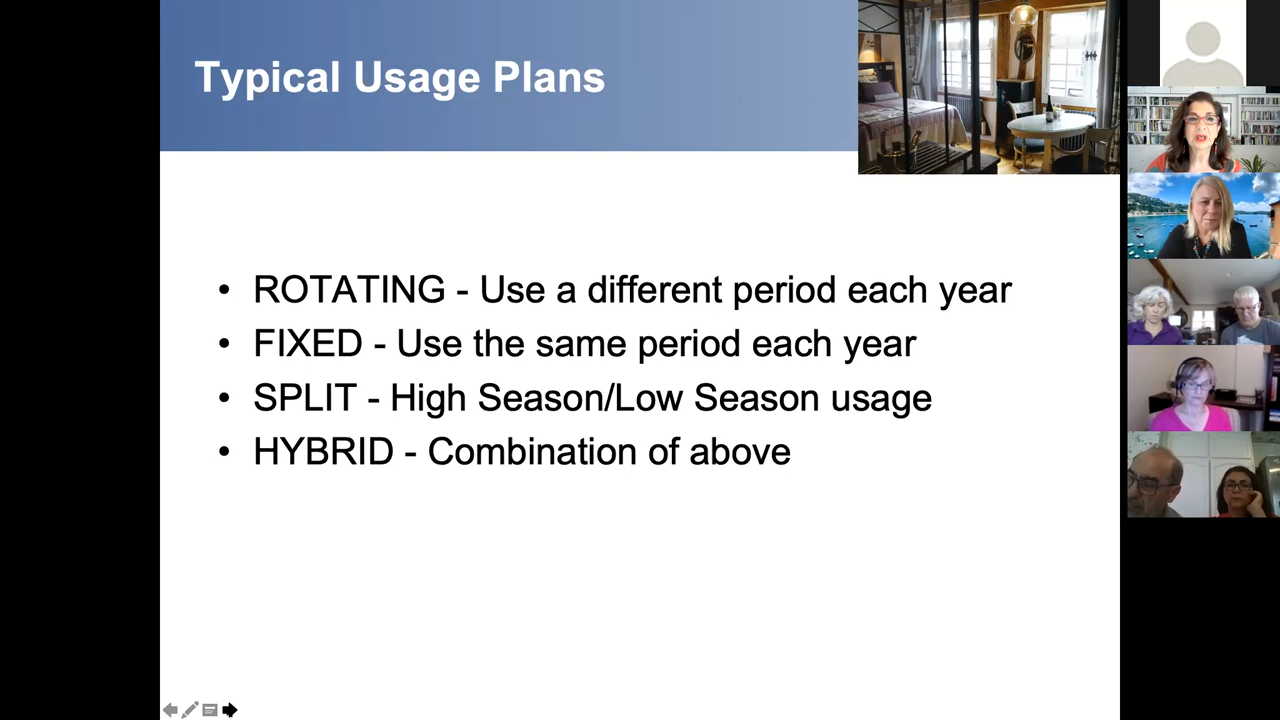 Typical Usage Plans
• ROTATING - Use a different period each year
• FIXED - Use the same period each year
• SPLIT - High Season/Low Season usage
• HYBRID - Combination of above